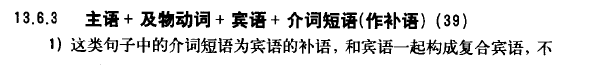 13.6.3 主语 + 及物动词 + 宾语 + 介词短语(作补语) (39)
1) 这类句子中的介词短语为宾语的补语，和宾语一起构成复合宾语，不